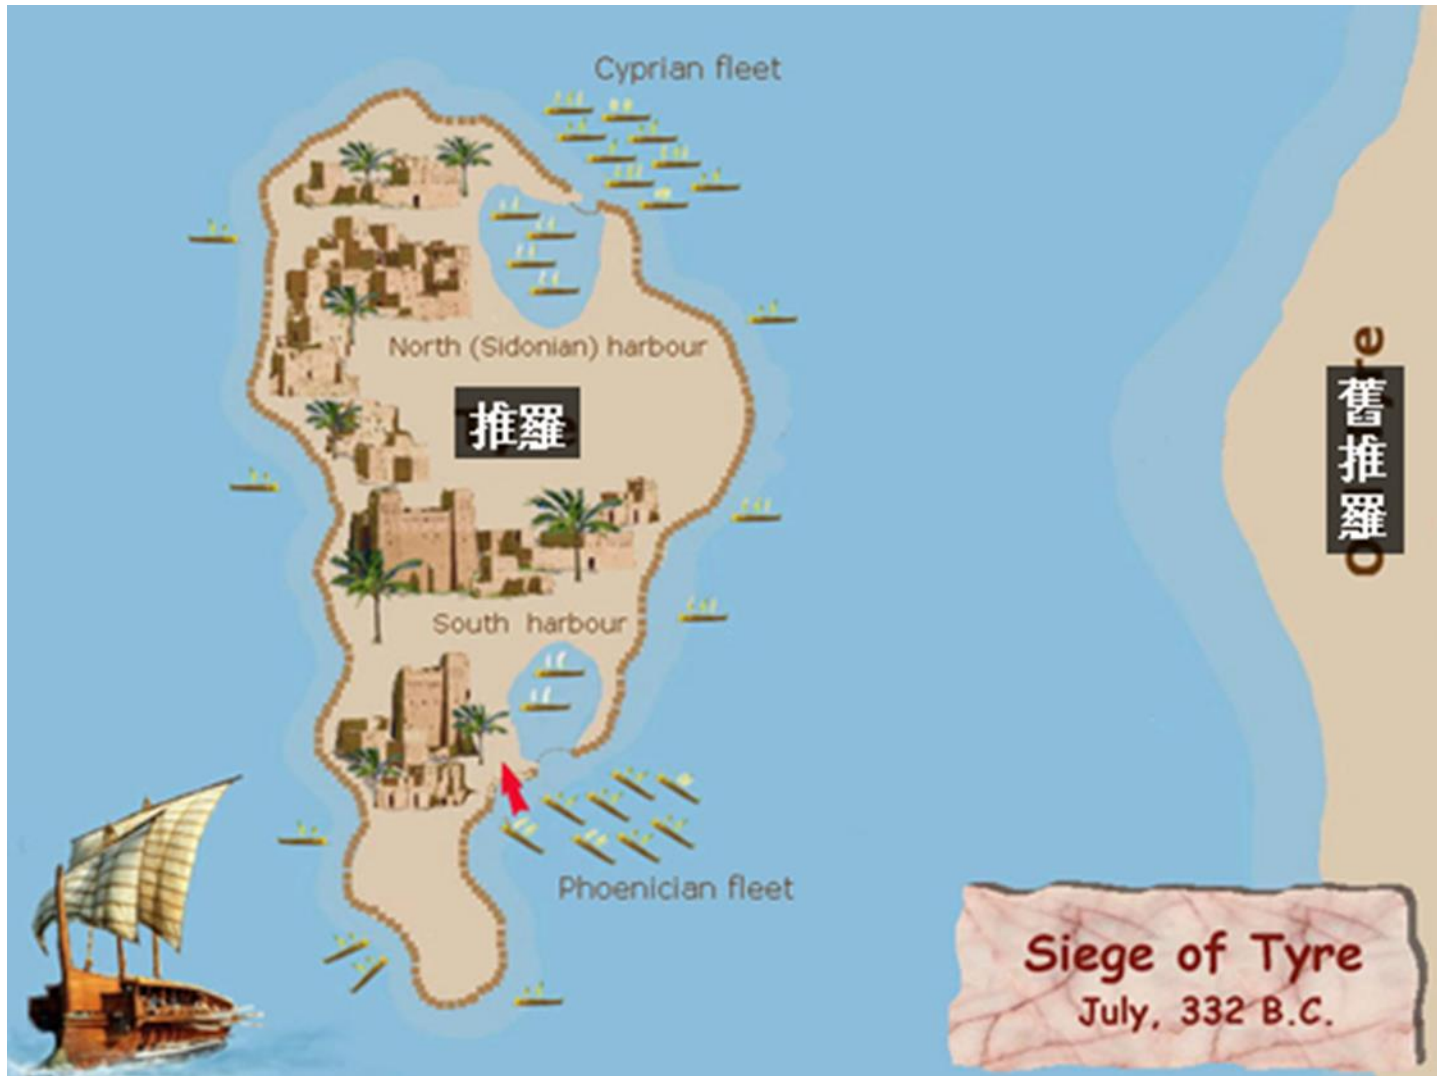 Cyprian fleet
North (Sidonian) harbour
推羅
舊推羅
South harbour
Phoenician fleet
Siege of Tyre
July, 332 B.C.